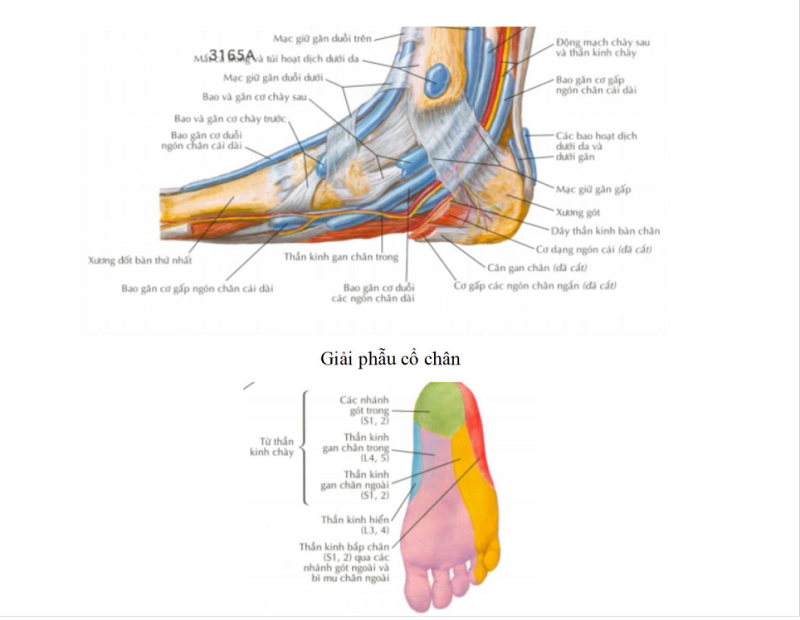 Mạc giữ gân duỗi trên
3165A
và túi hoạt dịch dưới da
Mạc giữ gân duỗi dưới
Bao và gân cơ chày sau
Bao và gân cơ chày trước
Bao gân cơ duỗi
ngón chân cái dài
Động mạch chày sau
và thần kinh chày
Bao gân cơ gấp
ngón chân cái dài
Các bao hoạt dịch
dưới da và
dưới gân
Mạc giữ gân gấp
Xương gót
Dây thần kinh bàn chân
Cơ dạng ngón cái (đã cắt)
Cân gan chân (đã cắt)
Cơ gấp các ngón chân ngắn (đã cắt)
Xương đốt bàn thứ nhất
Thần kinh gan chân trong
Bao gân cơ gấp ngón chân cái dài
Bao gân cơ duỗi
các ngón chân dài
Giải phẫu cổ chân
Các nhánh
gót trong
(S1, 2)
Từ thần
kinh chày
Thần kinh
gan chân trong
(L4, 5)
Thần kinh
gan chân ngoài
(S1, 2)
Thần kinh hiển
(L3, 4)
Thần kinh bắp chân
(S1, 2) qua các
nhánh gót ngoài và
bì mu chân ngoài